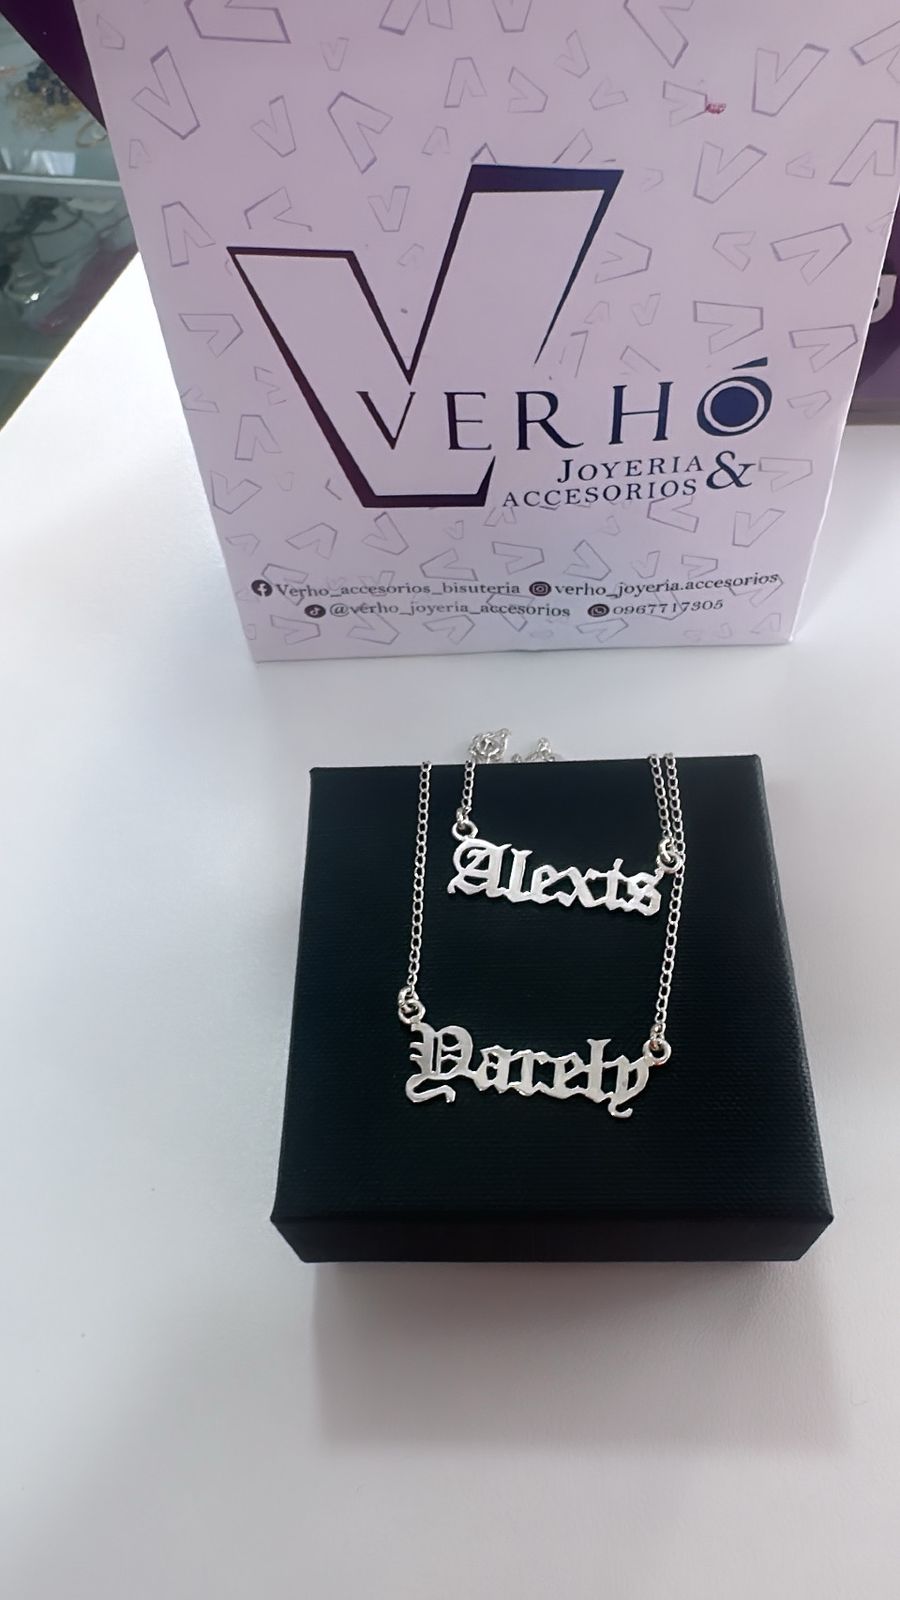 VERHÓ
JOYERIA &
ACCESORIOS
Verho_accesorios_bisuteria verho_joyeria.accesorios
@verho_joyeria_accesorios 0967717305
Alexis
Yarely